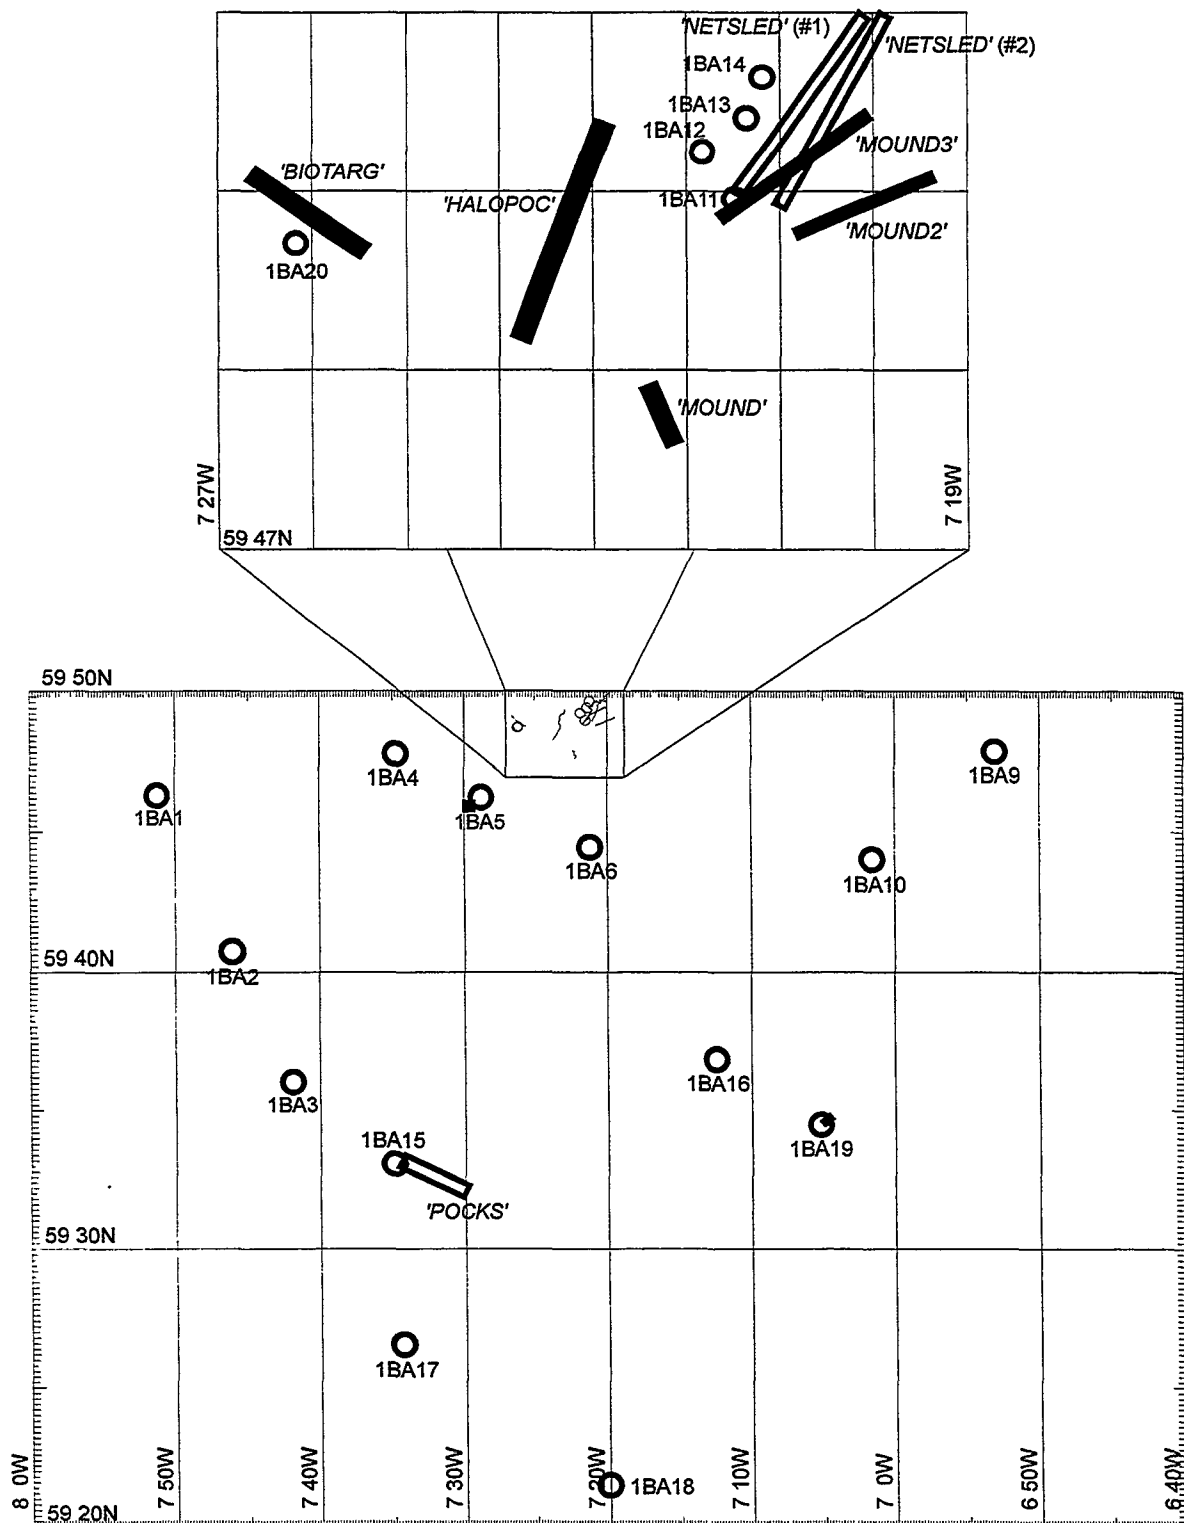 'NETSLED' (#1)
'NETSLED' (#2)
1BA14
1BA13
1BA12
'MOUND3'
'BIOTARG'
'HALOPOC'
1BA11
'MOUND2'
1BA20
'MOUND'
7 27W
7 19W
59 47N
59 50N
1BA4
1BA9
1BA1
1BA5
1BA6
1BA10
59 40N
1BA2
1BA16
1BA3
1BA15
1BA19
'POCKS'
59 30N
1BA17
1BA18
8 0W
7 50W
7 40W
7 30W
7 20W
7 10W
7 0W
6 50W
6 40W
59 20N